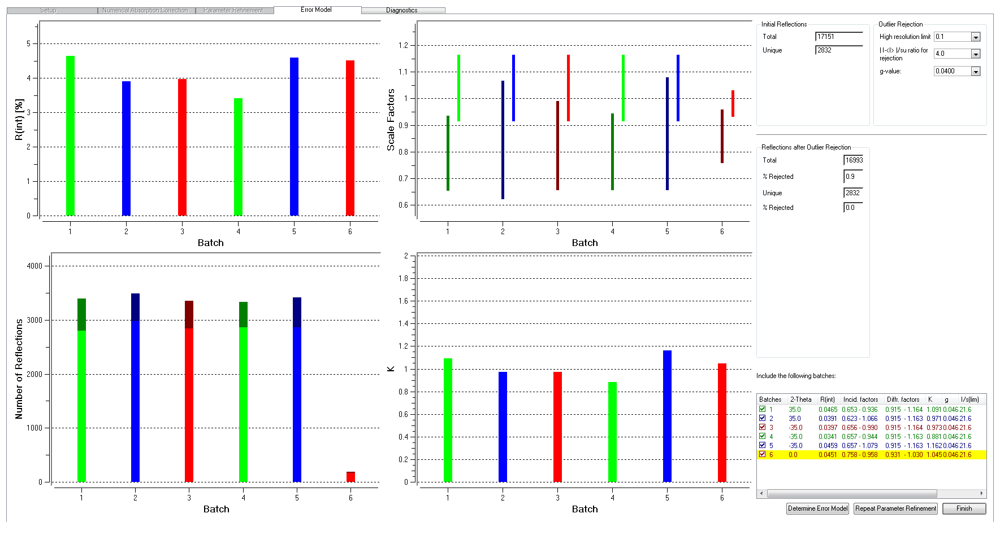 Setup Numerical Absorption Correction Parameter Refinement Error Model Diagnostics
R(int) [%]
5
4
3
2
1
0
1 2 3 4 5 6
Batch
Scale Factors
1.2
1.1
1
0.9
0.8
0.7
0.6
1 2 3 4 5 6
Batch
Number of Reflections
4000
3000
2000
1000
0
1 2 3 4 5 6
Batch
K
2
1.8
1.6
1.4
1.2
1
0.8
0.6
0.4
0.2
0
1 2 3 4 5 6
Batch
Initial Reflections
Total 17151
Unique 2832
Outlier Rejection
High resolution limit 0.1
| I-<I> |/su ratio for
rejection 4.0
g-value: 0.0400
Reflections after Outlier Rejection
Total 16993
% Rejected 0.9
Unique 2832
% Rejected 0.0
Include the following batches:
Batches 2-Theta R(int) Incid. factors Diffr. factors K g I/s(lim)
1 35.0 0.0465 0.653 - 0.936 0.915 - 1.164 1.091 0.046 21.6
2 35.0 0.0391 0.623 - 1.066 0.915 - 1.163 0.971 0.046 21.6
3 -35.0 0.0397 0.656 - 0.990 0.915 - 1.164 0.973 0.046 21.6
4 -35.0 0.0341 0.657 - 0.944 0.915 - 1.163 0.881 0.046 21.6
5 -35.0 0.0459 0.657 - 1.079 0.915 - 1.163 1.162 0.046 21.6
6 0.0 0.0451 0.758 - 0.958 0.931 - 1.030 1.045 0.046 21.6
Determine Error Model Repeat Parameter Refinement Finish